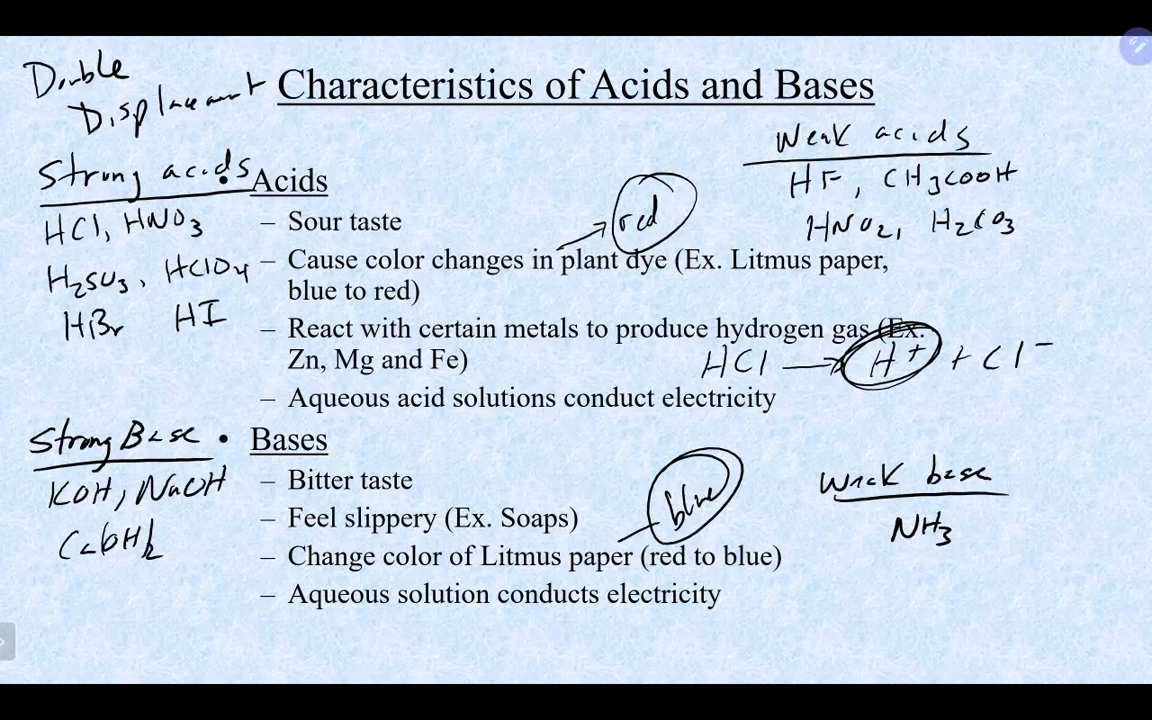 Double
Displacement
Characteristics of Acids and Bases
Strong acids
HCl, HNO3
H2SO3, HClO4
HBr HI
Weak acids
HF, CH3COOH
HNO2, H2CO3
• Acids
– Sour taste
red
– Cause color changes in plant dye (Ex. Litmus paper,
blue to red)
– React with certain metals to produce hydrogen gas (Ex.
Zn, Mg and Fe)
HCl → H+ + Cl-
– Aqueous acid solutions conduct electricity
Strong Base
KOH, NaOH
Ca(OH)2
• Bases
– Bitter taste
– Feel slippery (Ex. Soaps)
blue
– Change color of Litmus paper (red to blue)
– Aqueous solution conducts electricity
Weak base
NH3